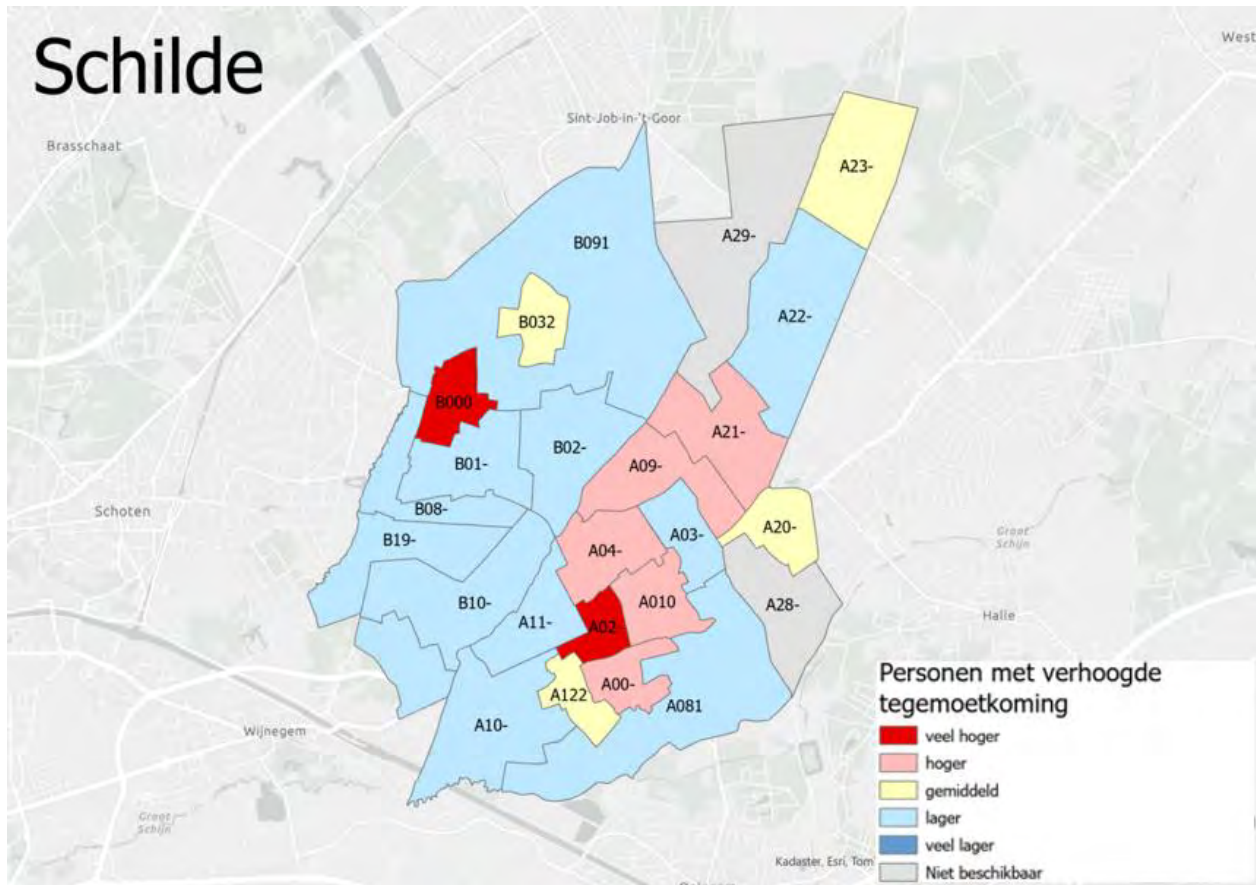 Schilde
West
Sint-Job-in-'t-Goor
Brasschaat
A23-
A29-
B091
A22-
B032
B000
A21-
B02-
A09-
B01-
Schoten
B08-
A20-
Groot
Schijn
B19-
A03-
A04-
B10-
A010
A28-
Halle
A11-
A02-
A00-
A122
A081
A10-
Wijnegem
Groot
Schijn
Personen met verhoogde
tegemoetkoming
veel hoger
hoger
gemiddeld
lager
veel lager
Niet beschikbaar
Kadaster, Esri, Tom